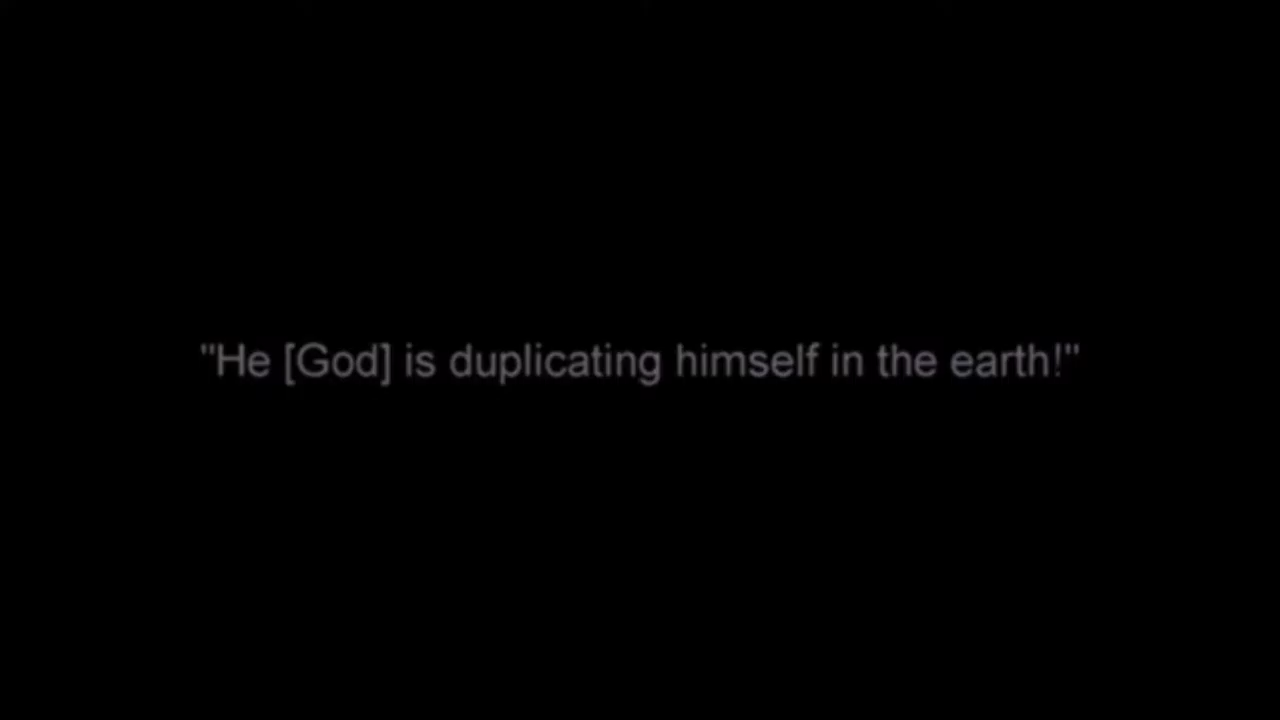 "He [God] is duplicating himself in the earth!"